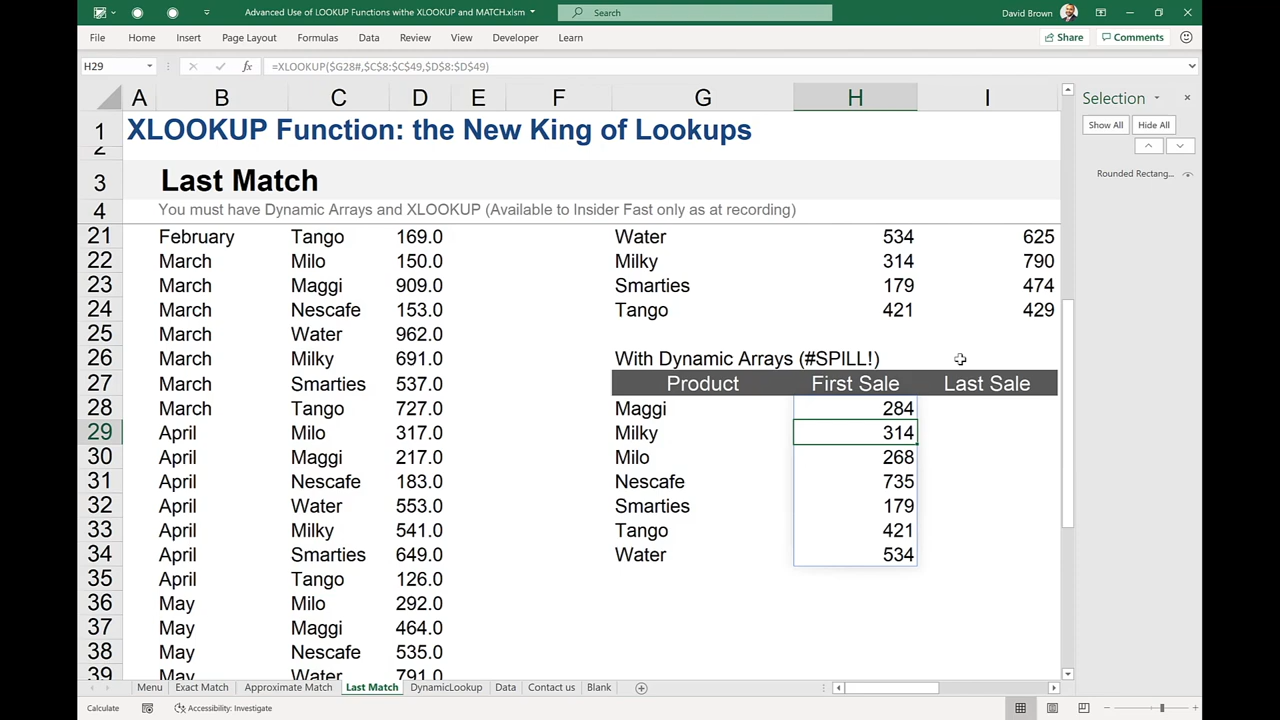 Advanced Use of LOOKUP Functions withe XLOOKUP and MATCH.xlsm
Search
David Brown
File Home Insert Page Layout Formulas Data Review View Developer Learn Share Comments
H29 fx =XLOOKUP($G28#,$C$8:$C$49,$D$8:$D$49)
A B C D E F G H I
Selection
Show All Hide All
Rounded Rectang...
1 XLOOKUP Function: the New King of Lookups
2
3 Last Match
4 You must have Dynamic Arrays and XLOOKUP (Available to Insider Fast only as at recording)
21 February Tango 169.0 Water 534 625
22 March Milo 150.0 Milky 314 790
23 March Maggi 909.0 Smarties 179 474
24 March Nescafe 153.0 Tango 421 429
25 March Water 962.0
26 March Milky 691.0 With Dynamic Arrays (#SPILL!)
27 March Smarties 537.0 Product First Sale Last Sale
28 March Tango 727.0 Maggi 284
29 April Milo 317.0 Milky 314
30 April Maggi 217.0 Milo 268
31 April Nescafe 183.0 Nescafe 735
32 April Water 553.0 Smarties 179
33 April Milky 541.0 Tango 421
34 April Smarties 649.0 Water 534
35 April Tango 126.0
36 May Milo 292.0
37 May Maggi 464.0
38 May Nescafe 535.0
39 May Water 791.0
Menu Exact Match Approximate Match Last Match DynamicLookup Data Contact us Blank
Calculate Accessibility: Investigate